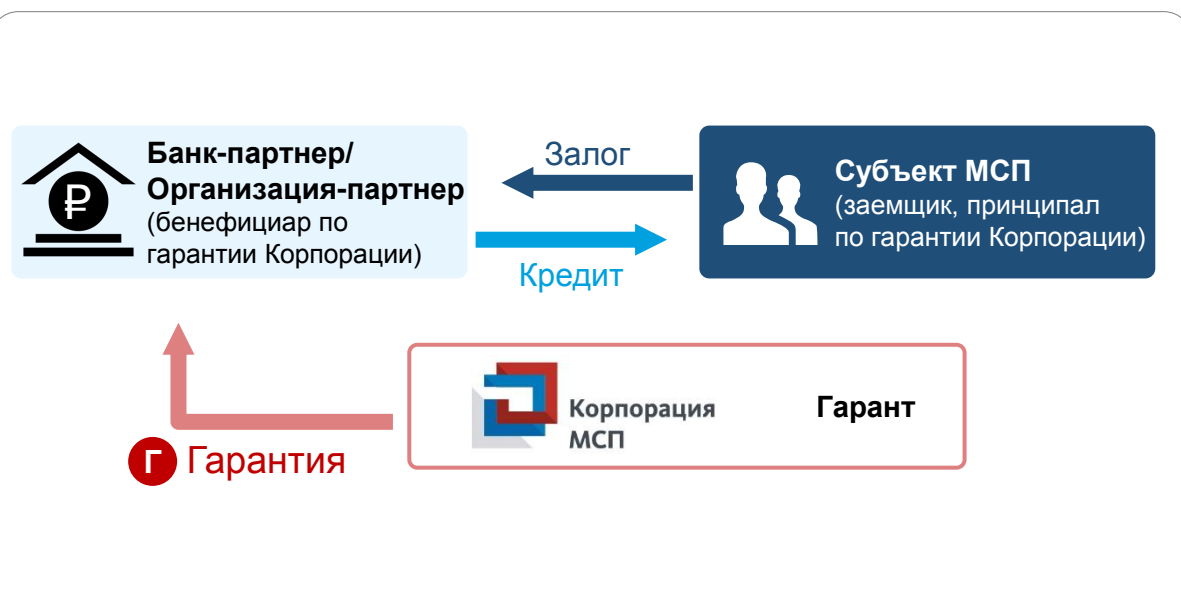 Банк-партнер/
Организация-партнер
(бенефициар по
гарантии Корпорации)
Залог
Кредит
Субъект МСП
(заемщик, принципал
по гарантии Корпорации)
Г Гарантия
Корпорация
МСП
Гарант